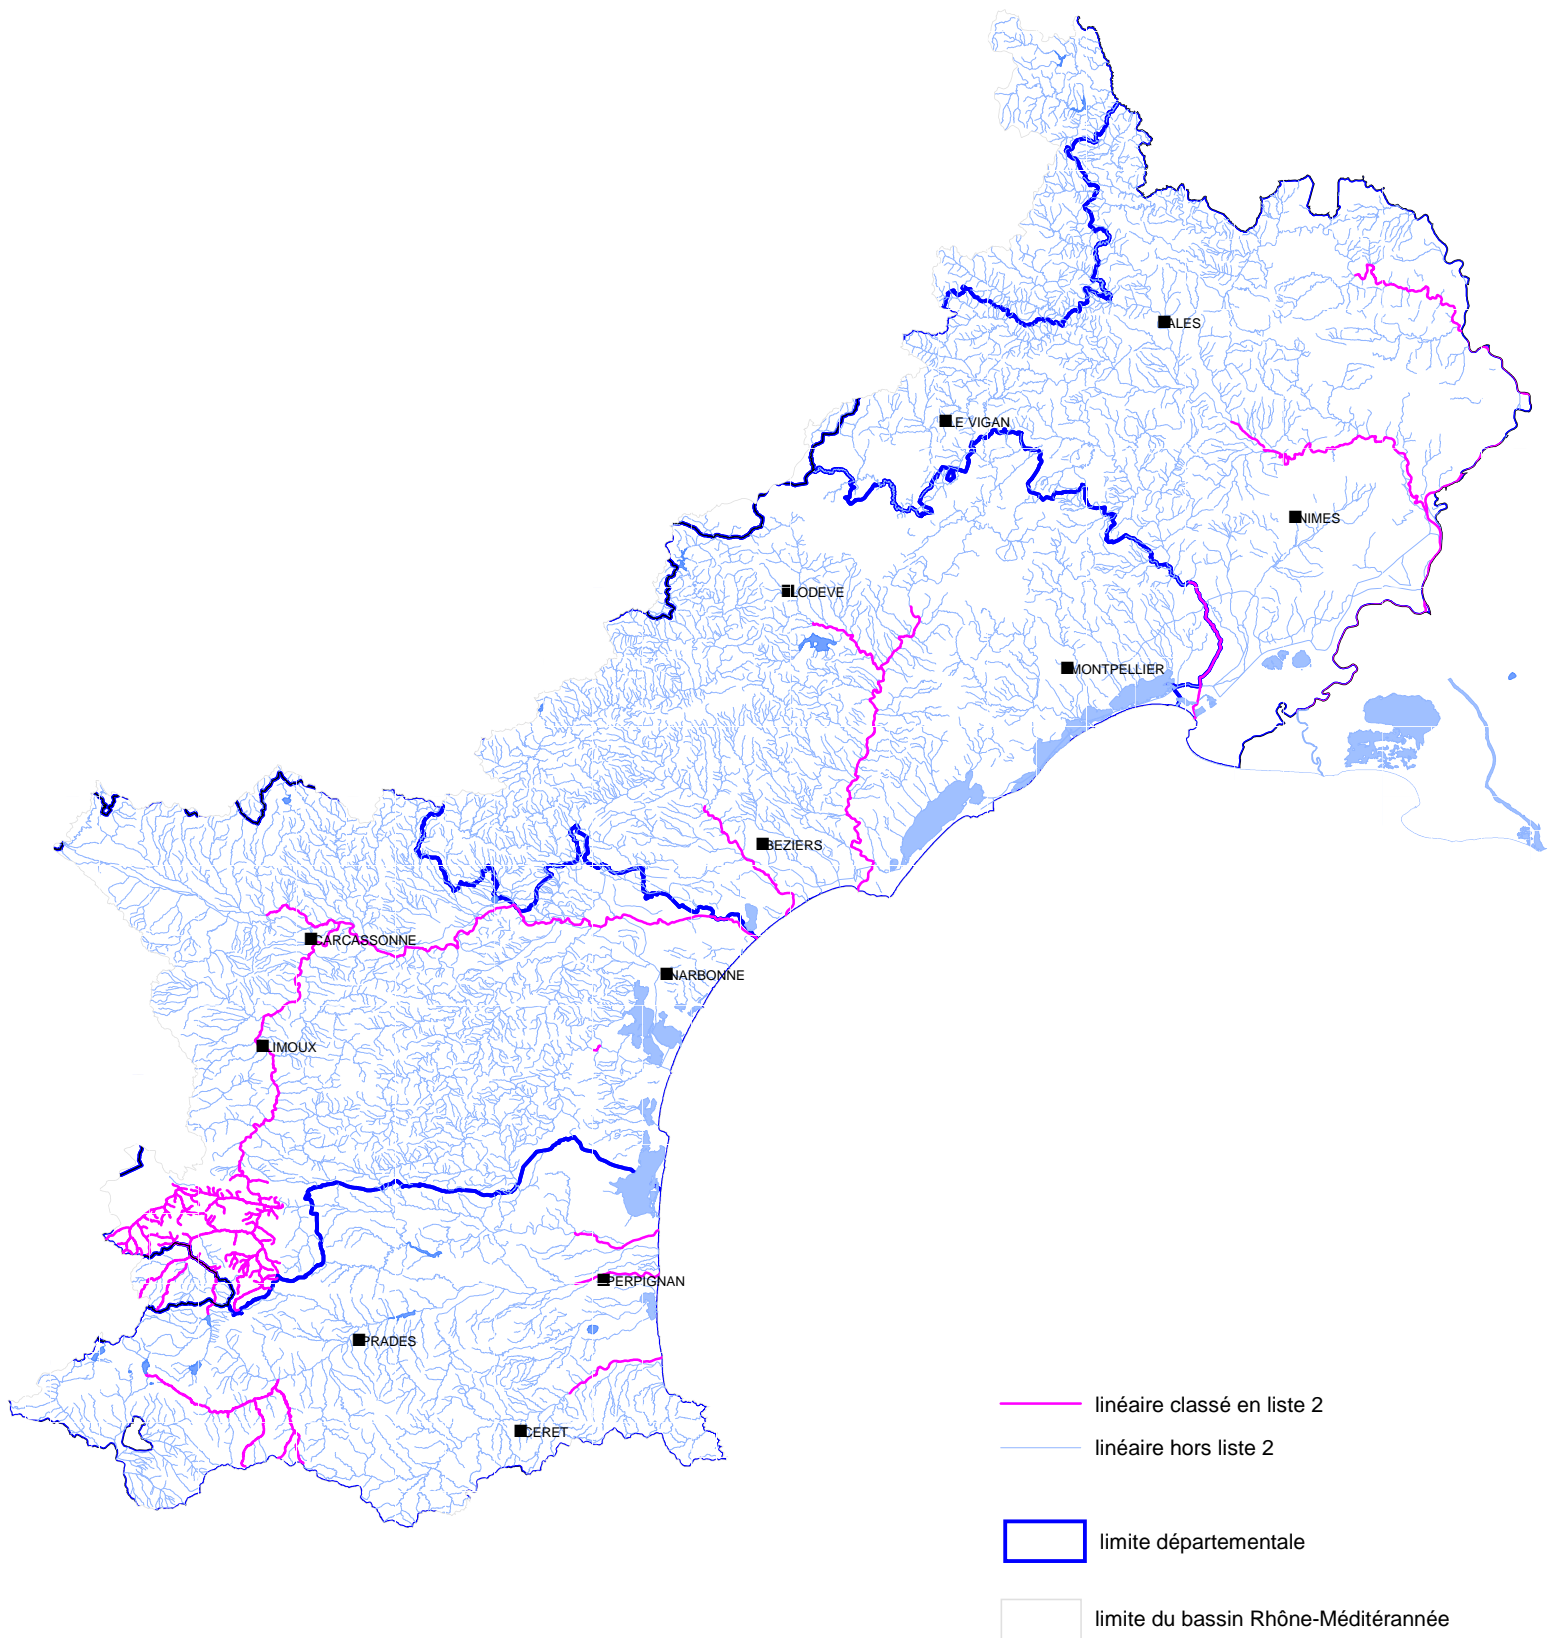 ALES
LE VIGAN
NIMES
LODEVE
MONTPELLIER
BEZIERS
CARCASSONNE
NARBONNE
LIMOUX
PERPIGNAN
PRADES
CERET
linéaire classé en liste 2
linéaire hors liste 2
limite départementale
limite du bassin Rhône-Méditérannée